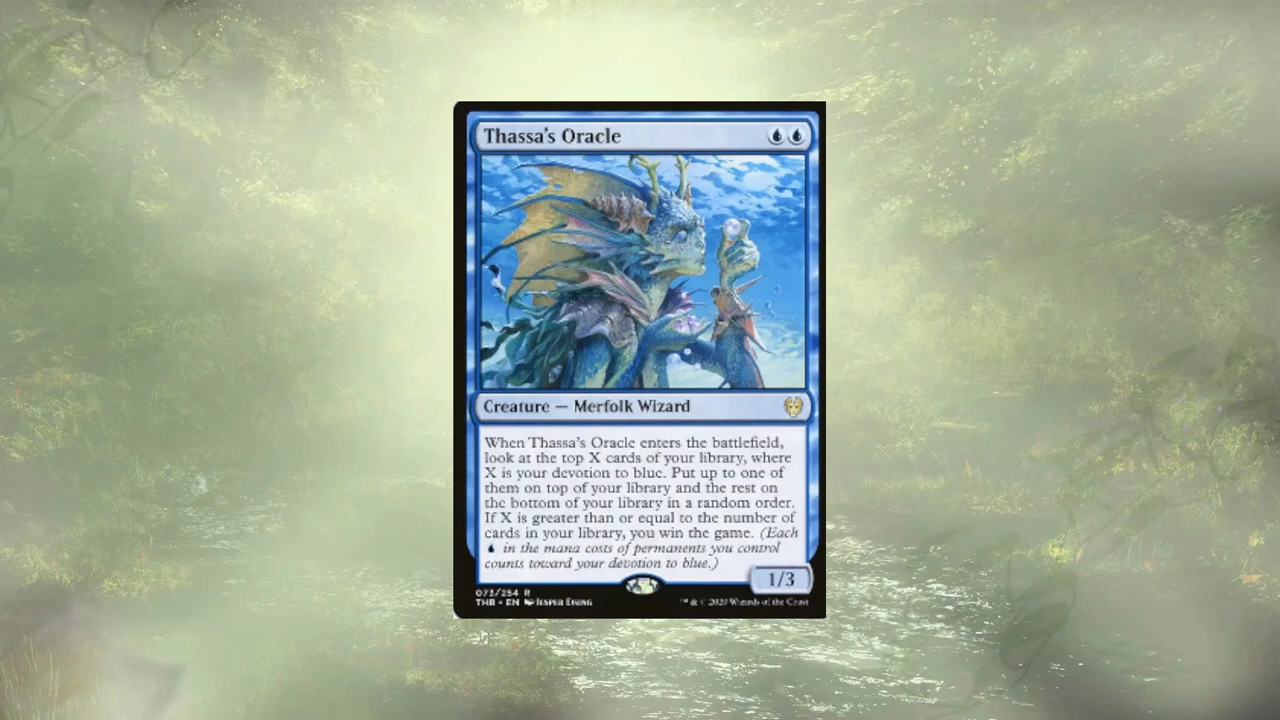 Thassa's Oracle
Creature — Merfolk Wizard
When Thassa's Oracle enters the battlefield,
look at the top X cards of your library, where
X is your devotion to blue. Put up to one of
them on top of your library and the rest on
the bottom of your library in a random order.
If X is greater than or equal to the number of
cards in your library, you win the game. (Each
in the mana costs of permanents you control
counts toward your devotion to blue.)
1/3
073/254 R
THB • EN Jesper Ejsing
™ & © 2020 Wizards of the Coast